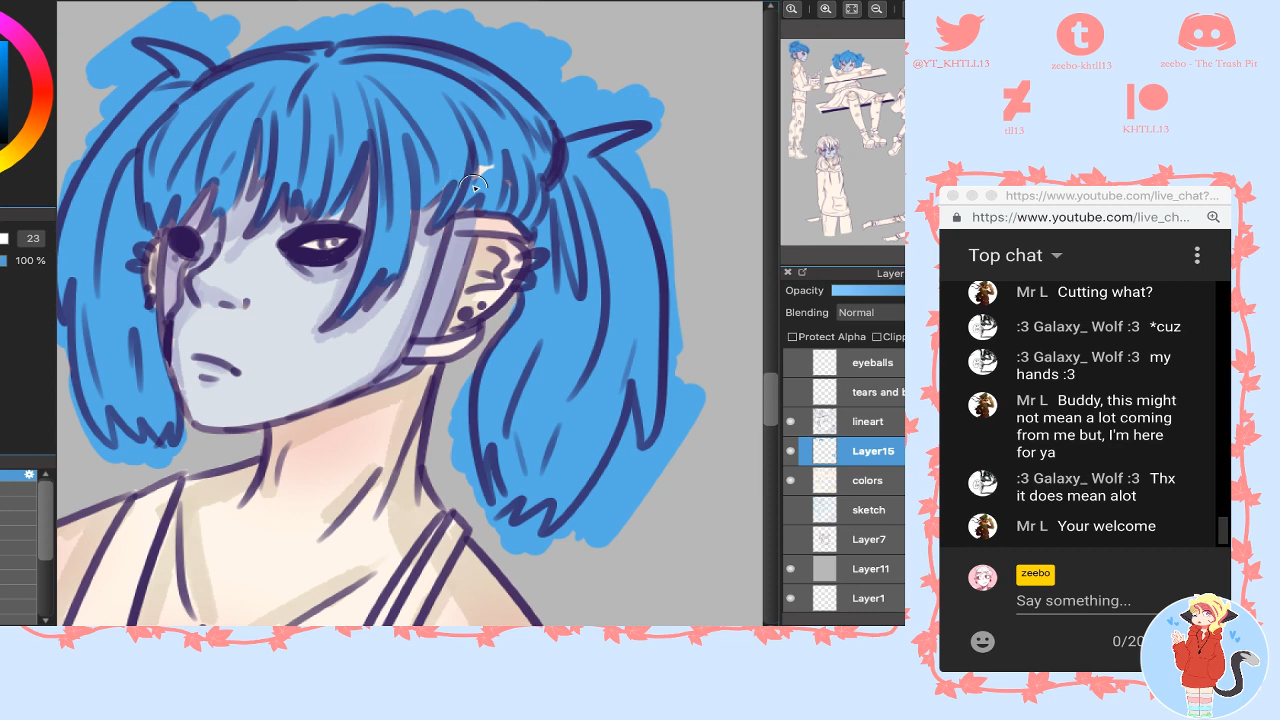 23
100 %
Layer
Opacity
Blending Normal
Protect Alpha Clipp
eyeballs
tears and b
lineart
Layer15
colors
sketch
Layer7
Layer11
Layer1
@YT_KHTLL13
zeebo-khtll13
zeebo - The Trash Pit
tll13
KHTLL13
https://www.youtube.com/live_chat?...
https://www.youtube.com/live_ch...
Top chat
Mr L Cutting what?
:3 Galaxy_ Wolf :3 *cuz
:3 Galaxy_ Wolf :3 my
hands :3
Mr L Buddy, this might
not mean a lot coming
from me but, I'm here
for ya
:3 Galaxy_ Wolf :3 Thx
it does mean alot
Mr L Your welcome
zeebo
Say something...
0/20